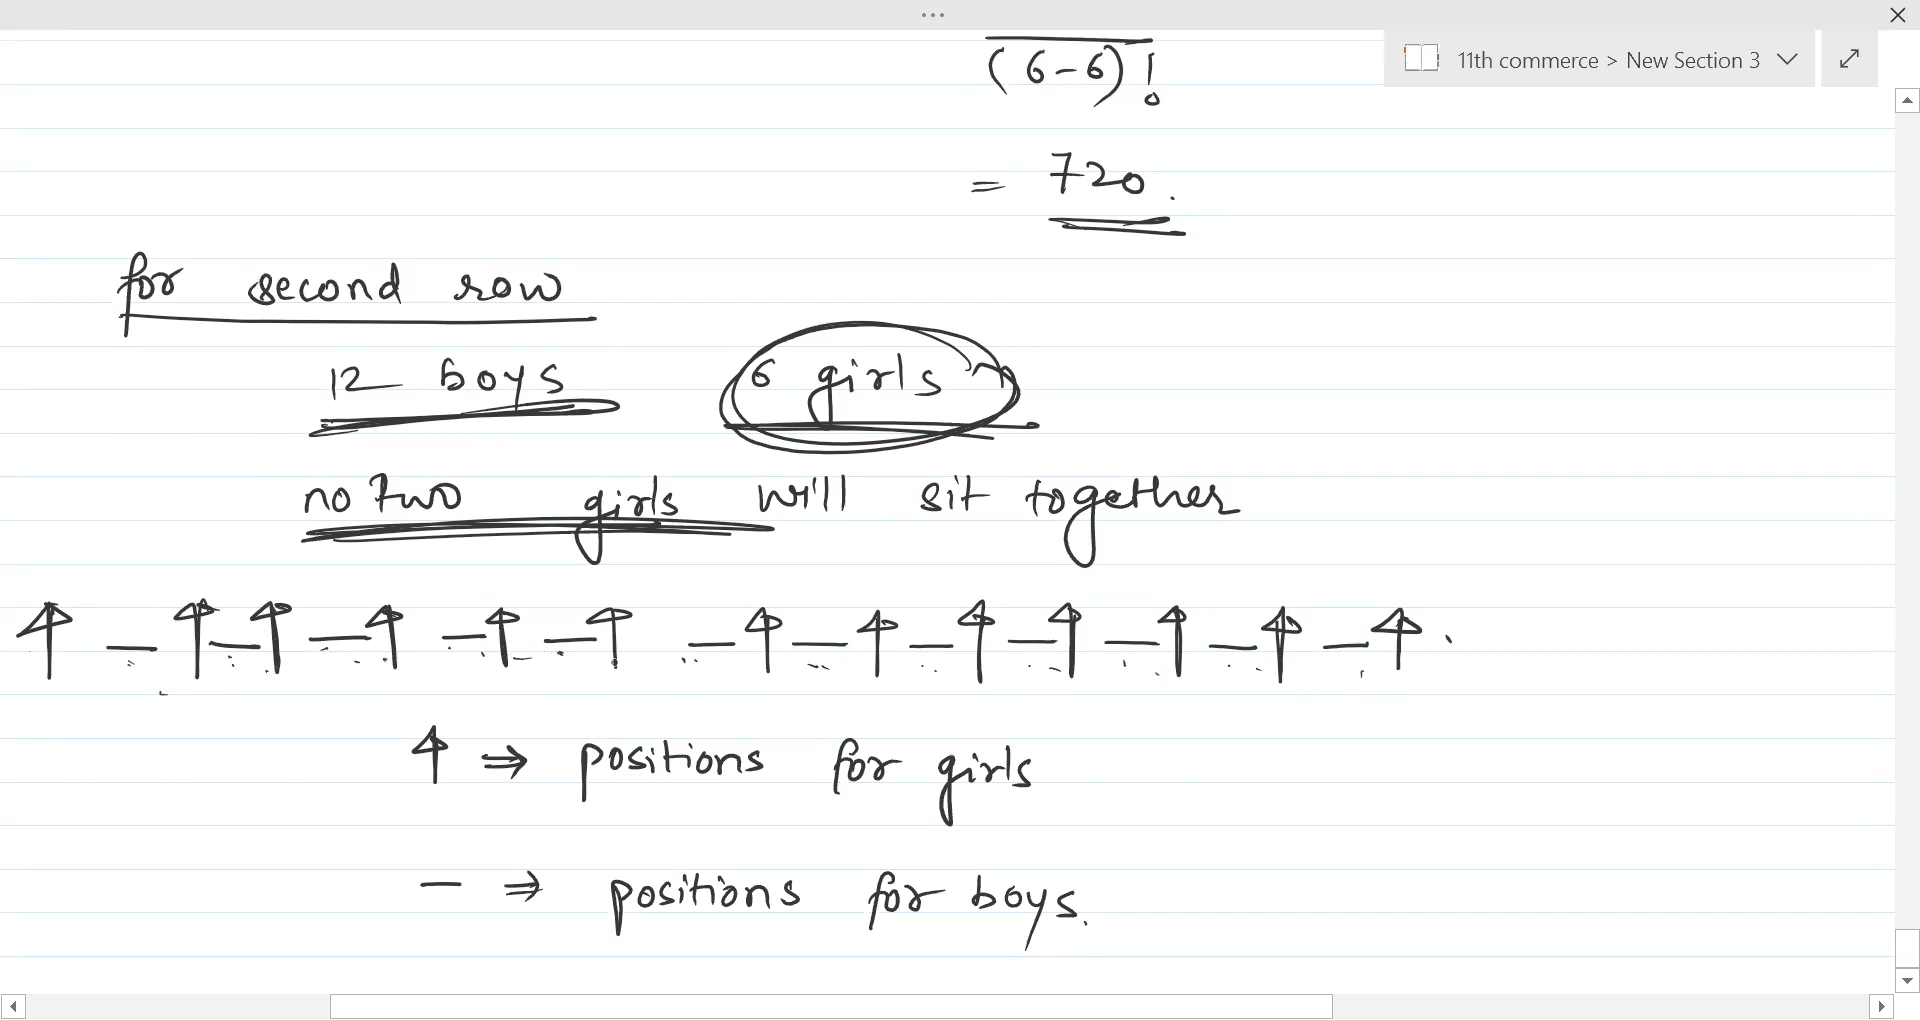 11th commerce > New Section 3
(6-6)!
= 720.
for second row
12 boys 6 girls
no two girls will sit together
↑ _ ↑ _ ↑ _ ↑ _ ↑ _ ↑ _ ↑ _ ↑ _ ↑ _ ↑ _ ↑ _ ↑ _ ↑ .
↑ ⇒ positions for girls
— ⇒ positions for boys.